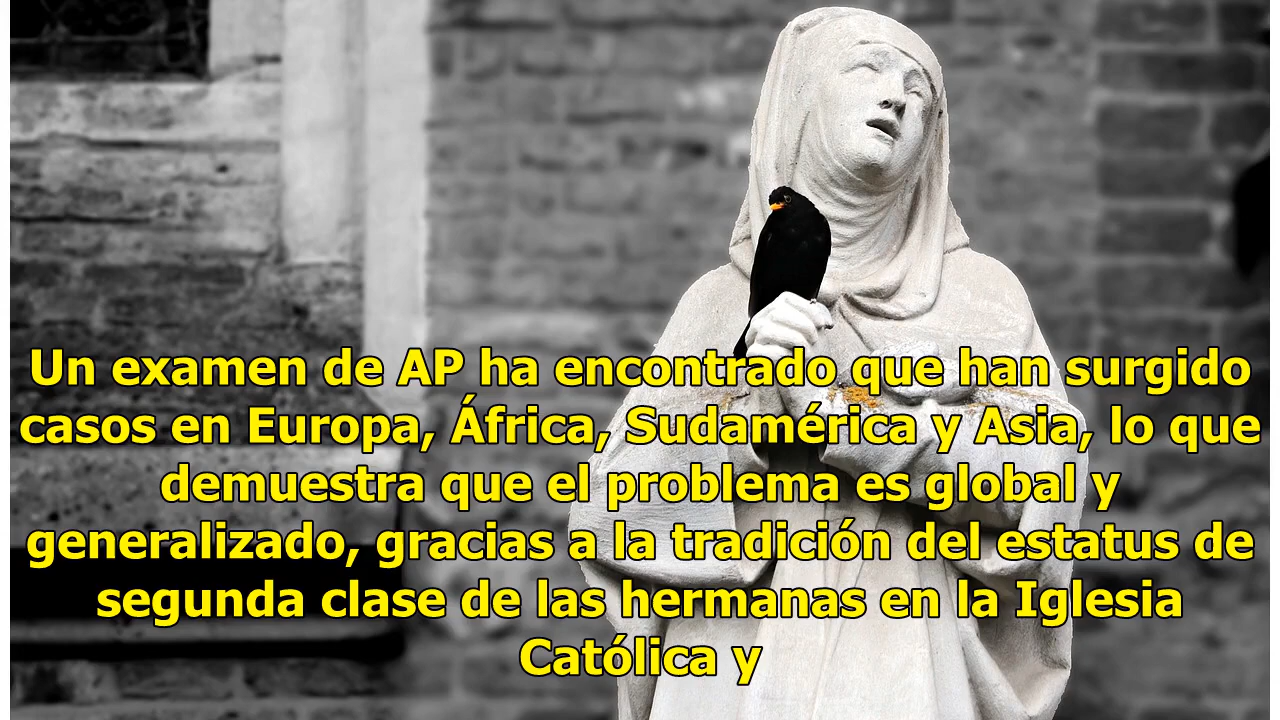 Un examen de AP ha encontrado que han surgido
casos en Europa, África, Sudamérica y Asia, lo que
demuestra que el problema es global y
generalizado, gracias a la tradición del estatus de
segunda clase de las hermanas en la Iglesia
Católica y